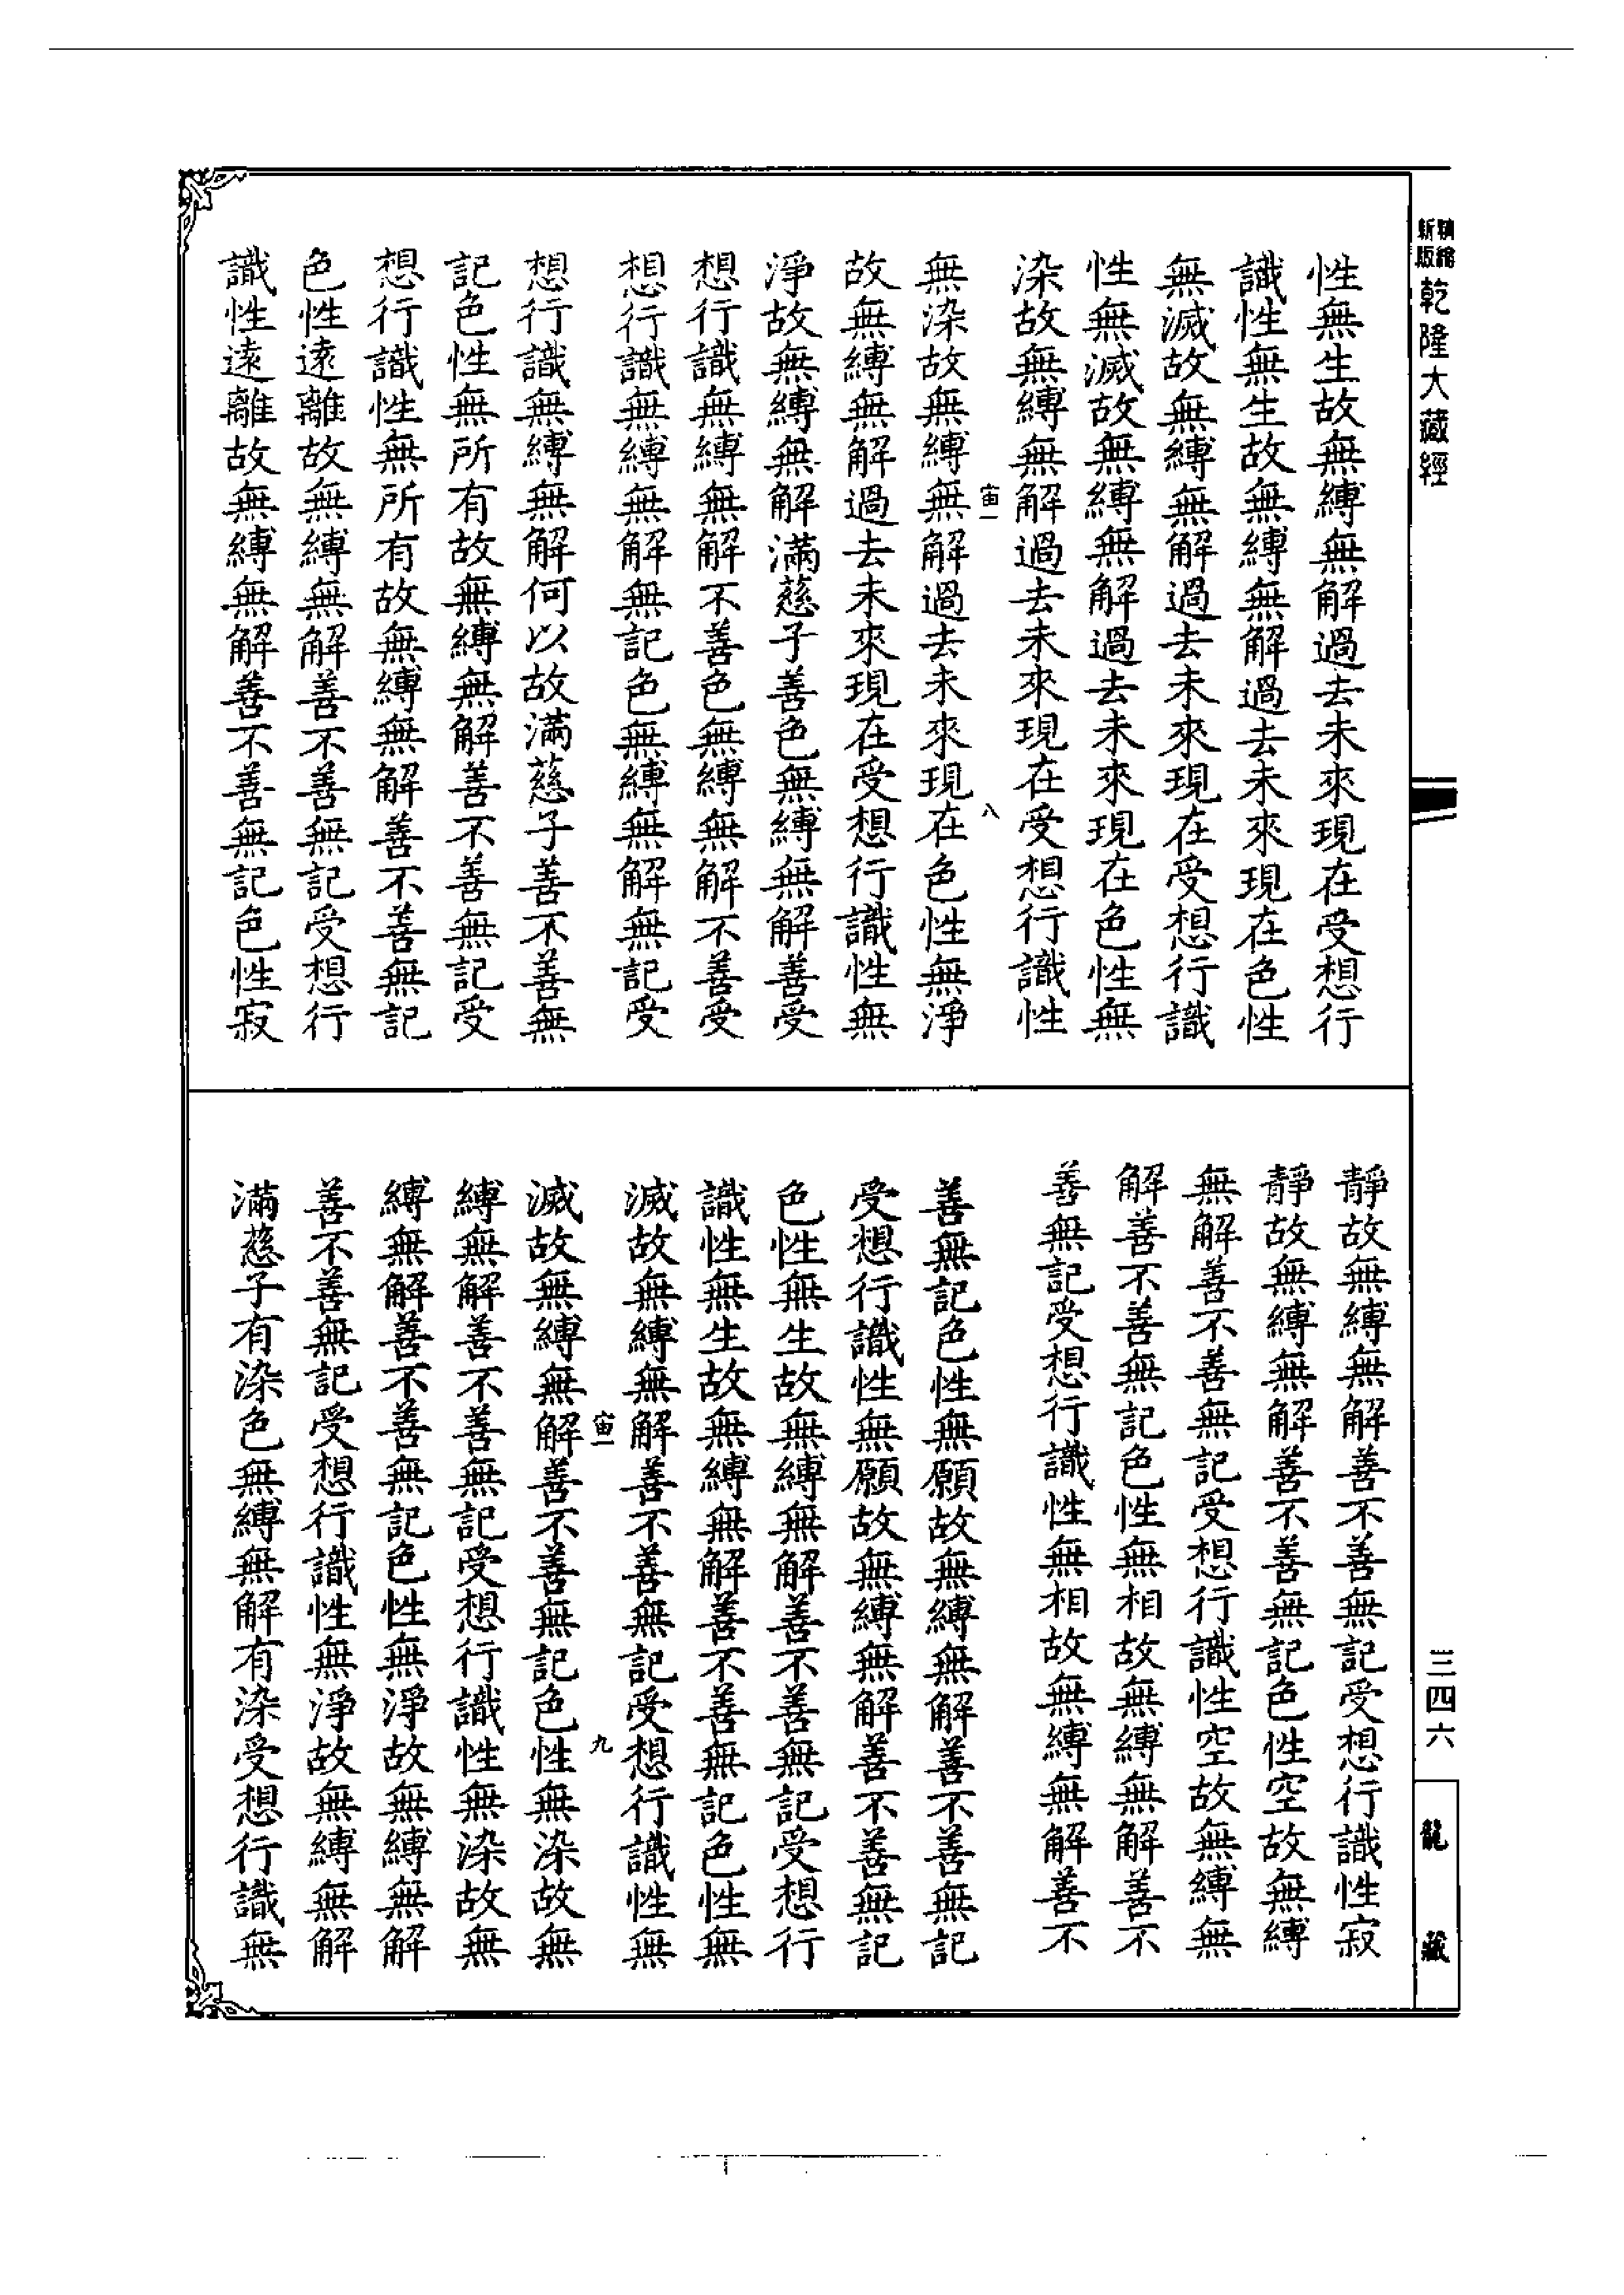 精縮新版乾隆大藏經
性無生故無縛無解過去未來現在受想行
識性無生故無縛無解過去未來現在色性
無滅故無縛無解過去未來現在受想行識
性無滅故無縛無解過去未來現在色性無
染故無縛無解過去未來現在受想行識性
宙一
八
無染故無縛無解過去未來現在色性無淨
故無縛無解過去未來現在受想行識性無
淨故無縛無解滿慈子善色無縛無解善受
想行識無縛無解不善色無縛無解不善受
想行識無縛無解無記色無縛無解無記受
想行識無縛無解何以故滿慈子善不善無
記色性無所有故無縛無解善不善無記受
想行識性無所有故無縛無解善不善無記
色性遠離故無縛無解善不善無記受想行
識性遠離故無縛無解善不善無記色性寂
三四六
龍藏
靜故無縛無解善不善無記受想行識性寂
靜故無縛無解善不善無記色性空故無縛
無解善不善無記受想行識性空故無縛無
解善不善無記色性無相故無縛無解善不
善無記受想行識性無相故無縛無解善不
善無記色性無願故無縛無解善不善無記
受想行識性無願故無縛無解善不善無記
色性無生故無縛無解善不善無記受想行
識性無生故無縛無解善不善無記色性無
滅故無縛無解善不善無記受想行識性無
宙一
九
滅故無縛無解善不善無記色性無染故無
縛無解善不善無記受想行識性無染故無
縛無解善不善無記色性無淨故無縛無解
善不善無記受想行識性無淨故無縛無解
滿慈子有染色無縛無解有染受想行識無